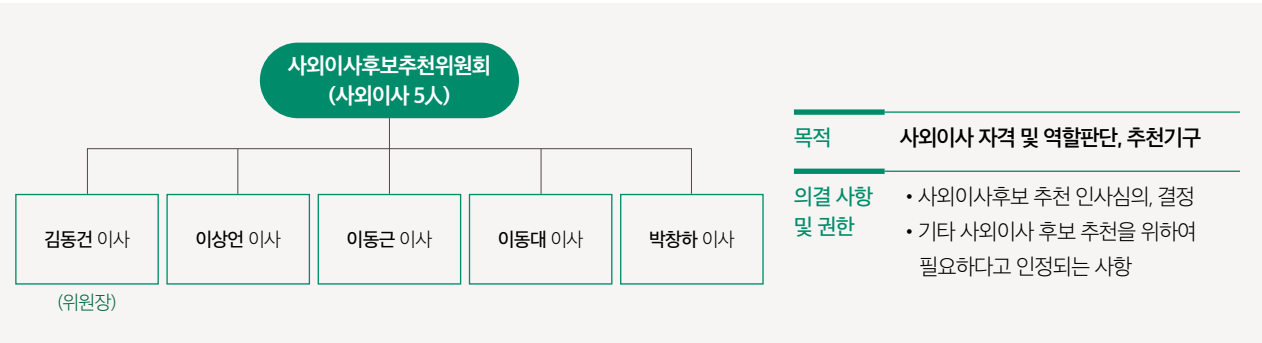 사외이사후보추천위원회
(사외이사 5人)
김동건 이사
이상언 이사
이동근 이사
이동대 이사
박창하 이사
(위원장)
목적
사외이사 자격 및 역할판단, 추천기구
의결 사항
및 권한
• 사외이사후보 추천 인사심의, 결정
• 기타 사외이사 후보 추천을 위하여
필요하다고 인정되는 사항